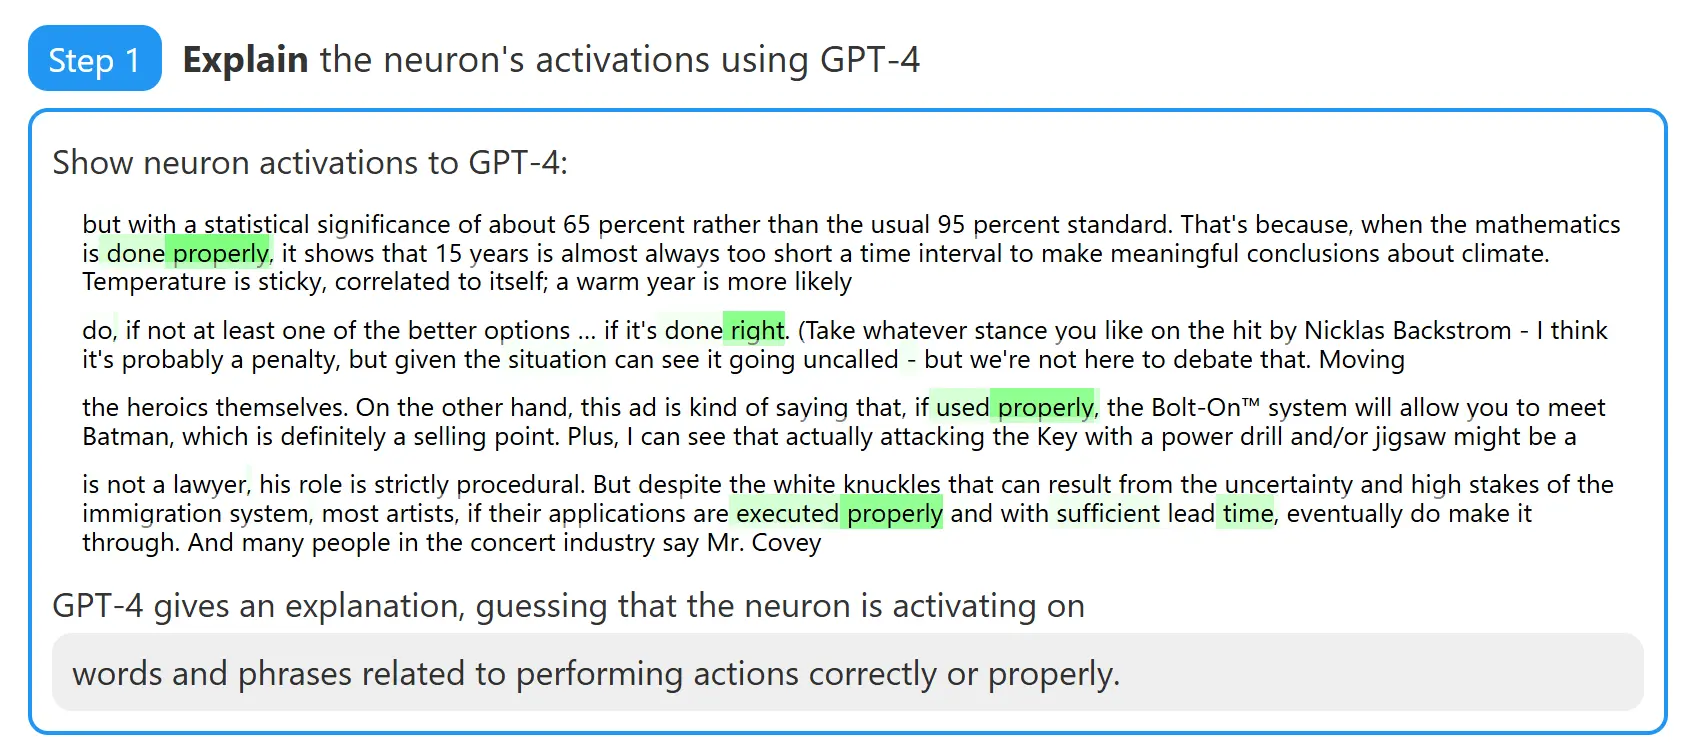 Step 1 Explain the neuron's activations using GPT-4
Show neuron activations to GPT-4:
but with a statistical significance of about 65 percent rather than the usual 95 percent standard. That's because, when the mathematics
is done properly, it shows that 15 years is almost always too short a time interval to make meaningful conclusions about climate.
Temperature is sticky, correlated to itself; a warm year is more likely
do, if not at least one of the better options ... if it's done right. (Take whatever stance you like on the hit by Nicklas Backstrom - I think
it's probably a penalty, but given the situation can see it going uncalled - but we're not here to debate that. Moving
the heroics themselves. On the other hand, this ad is kind of saying that, if used properly, the Bolt-On™ system will allow you to meet
Batman, which is definitely a selling point. Plus, I can see that actually attacking the Key with a power drill and/or jigsaw might be a
is not a lawyer, his role is strictly procedural. But despite the white knuckles that can result from the uncertainty and high stakes of the
immigration system, most artists, if their applications are executed properly and with sufficient lead time, eventually do make it
through. And many people in the concert industry say Mr. Covey
GPT-4 gives an explanation, guessing that the neuron is activating on
words and phrases related to performing actions correctly or properly.